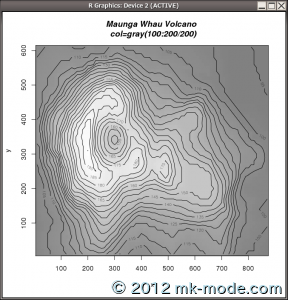 R Graphics: Device 2 (ACTIVE)
Maunga Whau Volcano
col=gray(100:200/200)
600
500
400
300
200
100
y
100 200 300 400 500 600 700 800
© 2012 mk-mode.com